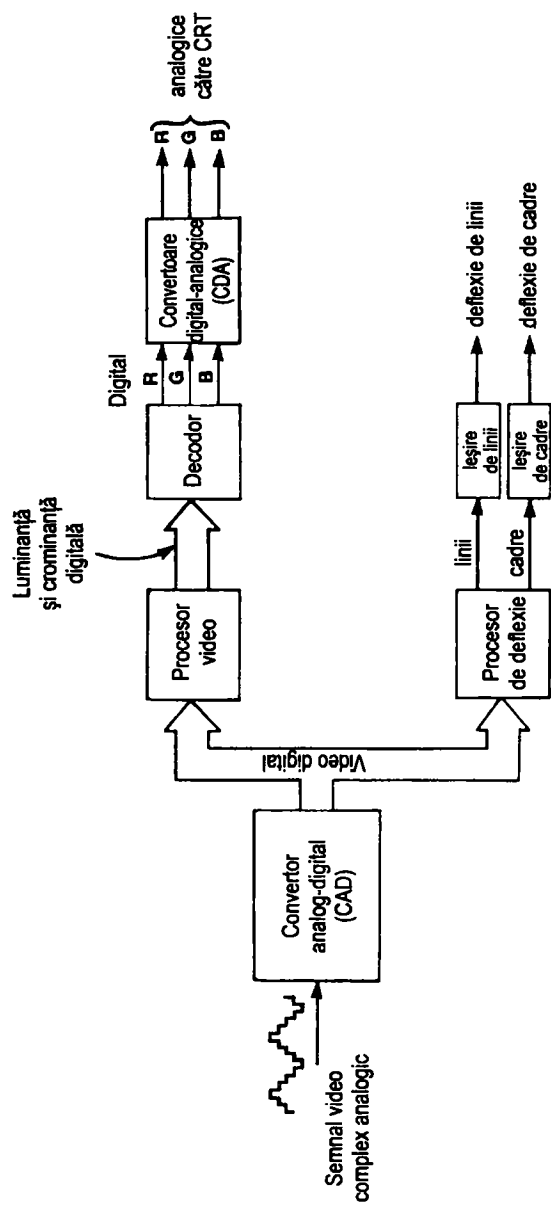 Semnal video
complex analogic
Convertor
analog-digital
(CAD)
Video digital
Procesor
video
Luminanță
și crominanță
digitală
Decodor
Digital
R
G
B
Convertoare
digital-analogice
(CDA)
R
G
B
analogice
către CRT
Procesor
de deflexie
linii
cadre
Ieșire
de linii
Ieșire
de cadre
deflexie de linii
deflexie de cadre